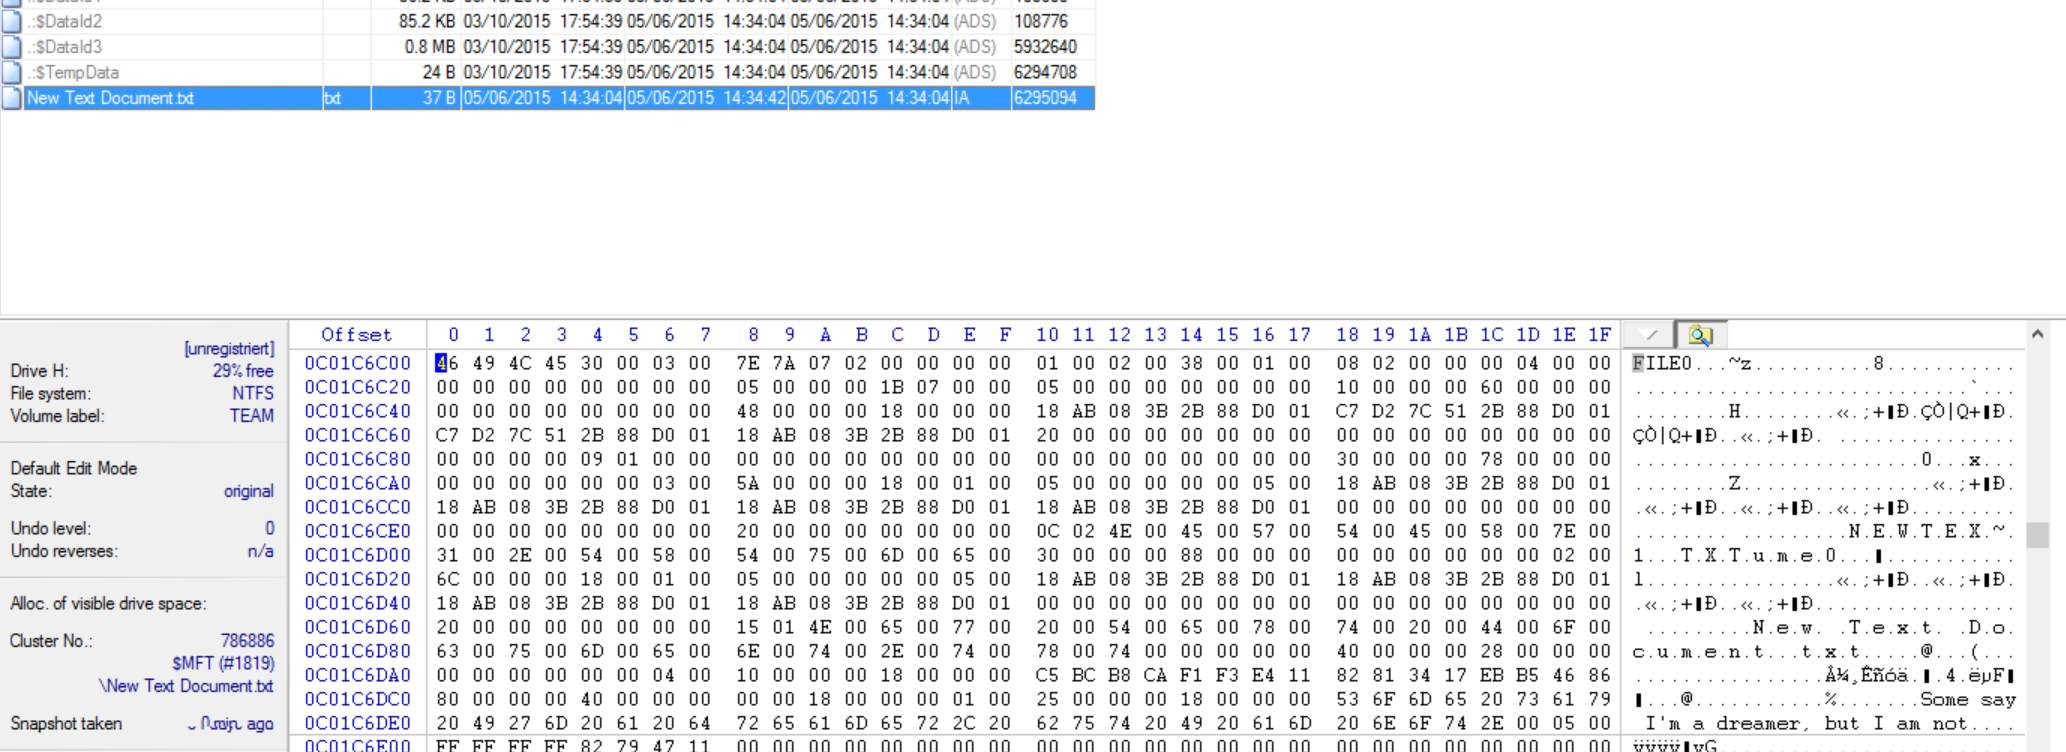 .:$DataId2 85.2 KB 03/10/2015 17:54:39 05/06/2015 14:34:04 05/06/2015 14:34:04 (ADS) 108776
.:$DataId3 0.8 MB 03/10/2015 17:54:39 05/06/2015 14:34:04 05/06/2015 14:34:04 (ADS) 5932640
.:$TempData 24 B 03/10/2015 17:54:39 05/06/2015 14:34:04 05/06/2015 14:34:04 (ADS) 6294708
New Text Document.txt txt 37 B 05/06/2015 14:34:04 05/06/2015 14:34:42 05/06/2015 14:34:04 IA 6295094
[unregistriert]
Drive H: 29% free
File system: NTFS
Volume label: TEAM
Default Edit Mode
State: original
Undo level: 0
Undo reverses: n/a
Alloc. of visible drive space:
Cluster No.: 786886
$MFT (#1819)
\New Text Document.txt
Snapshot taken 0 min. ago
Offset 0 1 2 3 4 5 6 7 8 9 A B C D E F 10 11 12 13 14 15 16 17 18 19 1A 1B 1C 1D 1E 1F
0C01C6C00 46 49 4C 45 30 00 03 00 7E 7A 07 02 00 00 00 00 01 00 02 00 38 00 01 00 08 02 00 00 00 04 00 00 FILE0...~z..........8...........
0C01C6C20 00 00 00 00 00 00 00 00 05 00 00 00 1B 07 00 00 05 00 00 00 00 00 00 00 10 00 00 00 60 00 00 00 ............................`...
0C01C6C40 00 00 00 00 00 00 00 00 48 00 00 00 18 00 00 00 18 AB 08 3B 2B 88 D0 01 C7 D2 7C 51 2B 88 D0 01 ........H........«.;+▮Ð.ÇÒ|Q+▮Ð.
0C01C6C60 C7 D2 7C 51 2B 88 D0 01 18 AB 08 3B 2B 88 D0 01 20 00 00 00 00 00 00 00 00 00 00 00 00 00 00 00 ÇÒ|Q+▮Ð..«.;+▮Ð. ...............
0C01C6C80 00 00 00 00 09 01 00 00 00 00 00 00 00 00 00 00 00 00 00 00 00 00 00 00 30 00 00 00 78 00 00 00 ........................0...x...
0C01C6CA0 00 00 00 00 00 00 03 00 5A 00 00 00 18 00 01 00 05 00 00 00 00 00 05 00 18 AB 08 3B 2B 88 D0 01 ........Z................«.;+▮Ð.
0C01C6CC0 18 AB 08 3B 2B 88 D0 01 18 AB 08 3B 2B 88 D0 01 18 AB 08 3B 2B 88 D0 01 00 00 00 00 00 00 00 00 .«.;+▮Ð..«.;+▮Ð..«.;+▮Ð.........
0C01C6CE0 00 00 00 00 00 00 00 00 20 00 00 00 00 00 00 00 0C 02 4E 00 45 00 57 00 54 00 45 00 58 00 7E 00 ........ .........N.E.W.T.E.X.~.
0C01C6D00 31 00 2E 00 54 00 58 00 54 00 75 00 6D 00 65 00 30 00 00 00 88 00 00 00 00 00 00 00 00 00 02 00 1...T.X.T.u.m.e.0...▮...........
0C01C6D20 6C 00 00 00 18 00 01 00 05 00 00 00 00 00 05 00 18 AB 08 3B 2B 88 D0 01 18 AB 08 3B 2B 88 D0 01 l................«.;+▮Ð..«.;+▮Ð.
0C01C6D40 18 AB 08 3B 2B 88 D0 01 18 AB 08 3B 2B 88 D0 01 00 00 00 00 00 00 00 00 00 00 00 00 00 00 00 00 .«.;+▮Ð..«.;+▮Ð.................
0C01C6D60 20 00 00 00 00 00 00 00 15 01 4E 00 65 00 77 00 20 00 54 00 65 00 78 00 74 00 20 00 44 00 6F 00 .........N.e.w. .T.e.x.t. .D.o.
0C01C6D80 63 00 75 00 6D 00 65 00 6E 00 74 00 2E 00 74 00 78 00 74 00 00 00 00 00 40 00 00 00 28 00 00 00 c.u.m.e.n.t...t.x.t.....@...(...
0C01C6DA0 00 00 00 00 00 00 04 00 10 00 00 00 18 00 00 00 C5 BC B8 CA F1 F3 E4 11 82 81 34 17 EB B5 46 86 ................Å¼¸Êñóä.▮.4.ëµF▮
0C01C6DC0 80 00 00 00 40 00 00 00 00 00 18 00 00 00 01 00 25 00 00 00 18 00 00 00 53 6F 6D 65 20 73 61 79 ▮...@...........%.......Some say
0C01C6DE0 20 49 27 6D 20 61 20 64 72 65 61 6D 65 72 2C 20 62 75 74 20 49 20 61 6D 20 6E 6F 74 2E 00 05 00 I'm a dreamer, but I am not....
0C01C6E00 FF FF FF FF 82 79 47 11 00 00 00 00 00 00 00 00 00 00 00 00 00 00 00 00 00 00 00 00 00 00 00 00 ÿÿÿÿ▮yG.........................